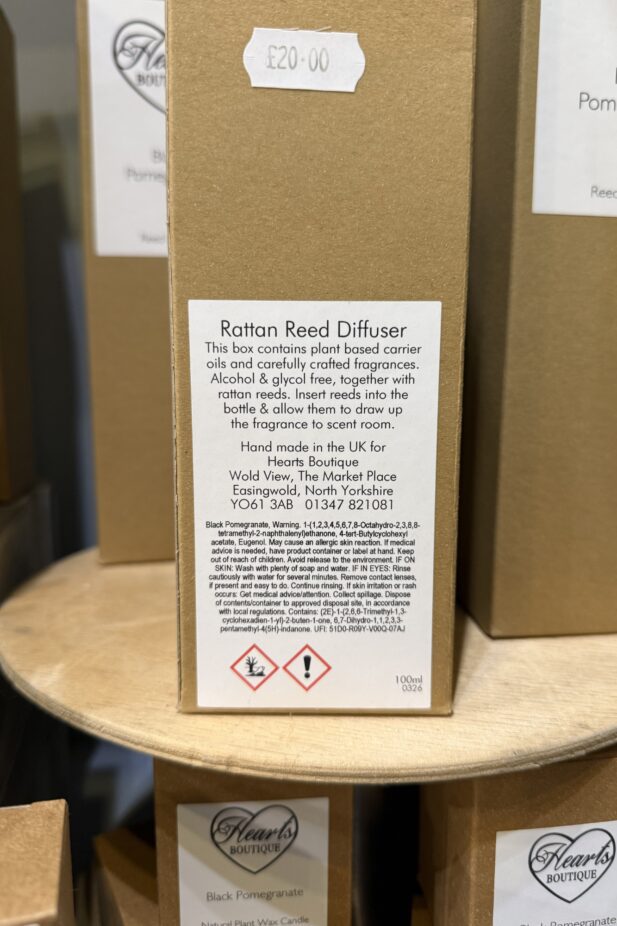 £20·00
Hearts
BOUTIQUE
Reed
Rattan Reed Diffuser
This box contains plant based carrier
oils and carefully crafted fragrances.
Alcohol & glycol free, together with
rattan reeds. Insert reeds into the
bottle & allow them to draw up
the fragrance to scent room.
Hand made in the UK for
Hearts Boutique
Wold View, The Market Place
Easingwold, North Yorkshire
YO61 3AB 01347 821081
Black Pomegranate, Warning. 1-(1,2,3,4,5,6,7,8-Octahydro-2,3,8,8-
tetramethyl-2-naphthalenyl)ethanone, 4-tert-Butylcyclohexyl
acetate, Eugenol. May cause an allergic skin reaction. If medical
advice is needed, have product container or label at hand. Keep
out of reach of children. Avoid release to the environment. IF ON
SKIN: Wash with plenty of soap and water. IF IN EYES: Rinse
cautiously with water for several minutes. Remove contact lenses,
if present and easy to do. Continue rinsing. If skin irritation or rash
occurs: Get medical advice/attention. Collect spillage. Dispose
of contents/container to approved disposal site, in accordance
with local regulations. Contains: (2E)-1-(2,6,6-Trimethyl-1,3-
cyclohexadien-1-yl)-2-buten-1-one, 6,7-Dihydro-1,1,2,3,3-
pentamethyl-4(5H)-indanone. UFI: 51D0-R09Y-V00Q-07AJ
100ml
0326
Hearts
BOUTIQUE
Black Pomegranate
Natural Plant Wax Candle
Hearts
BOUTIQUE
Black Pomegranate